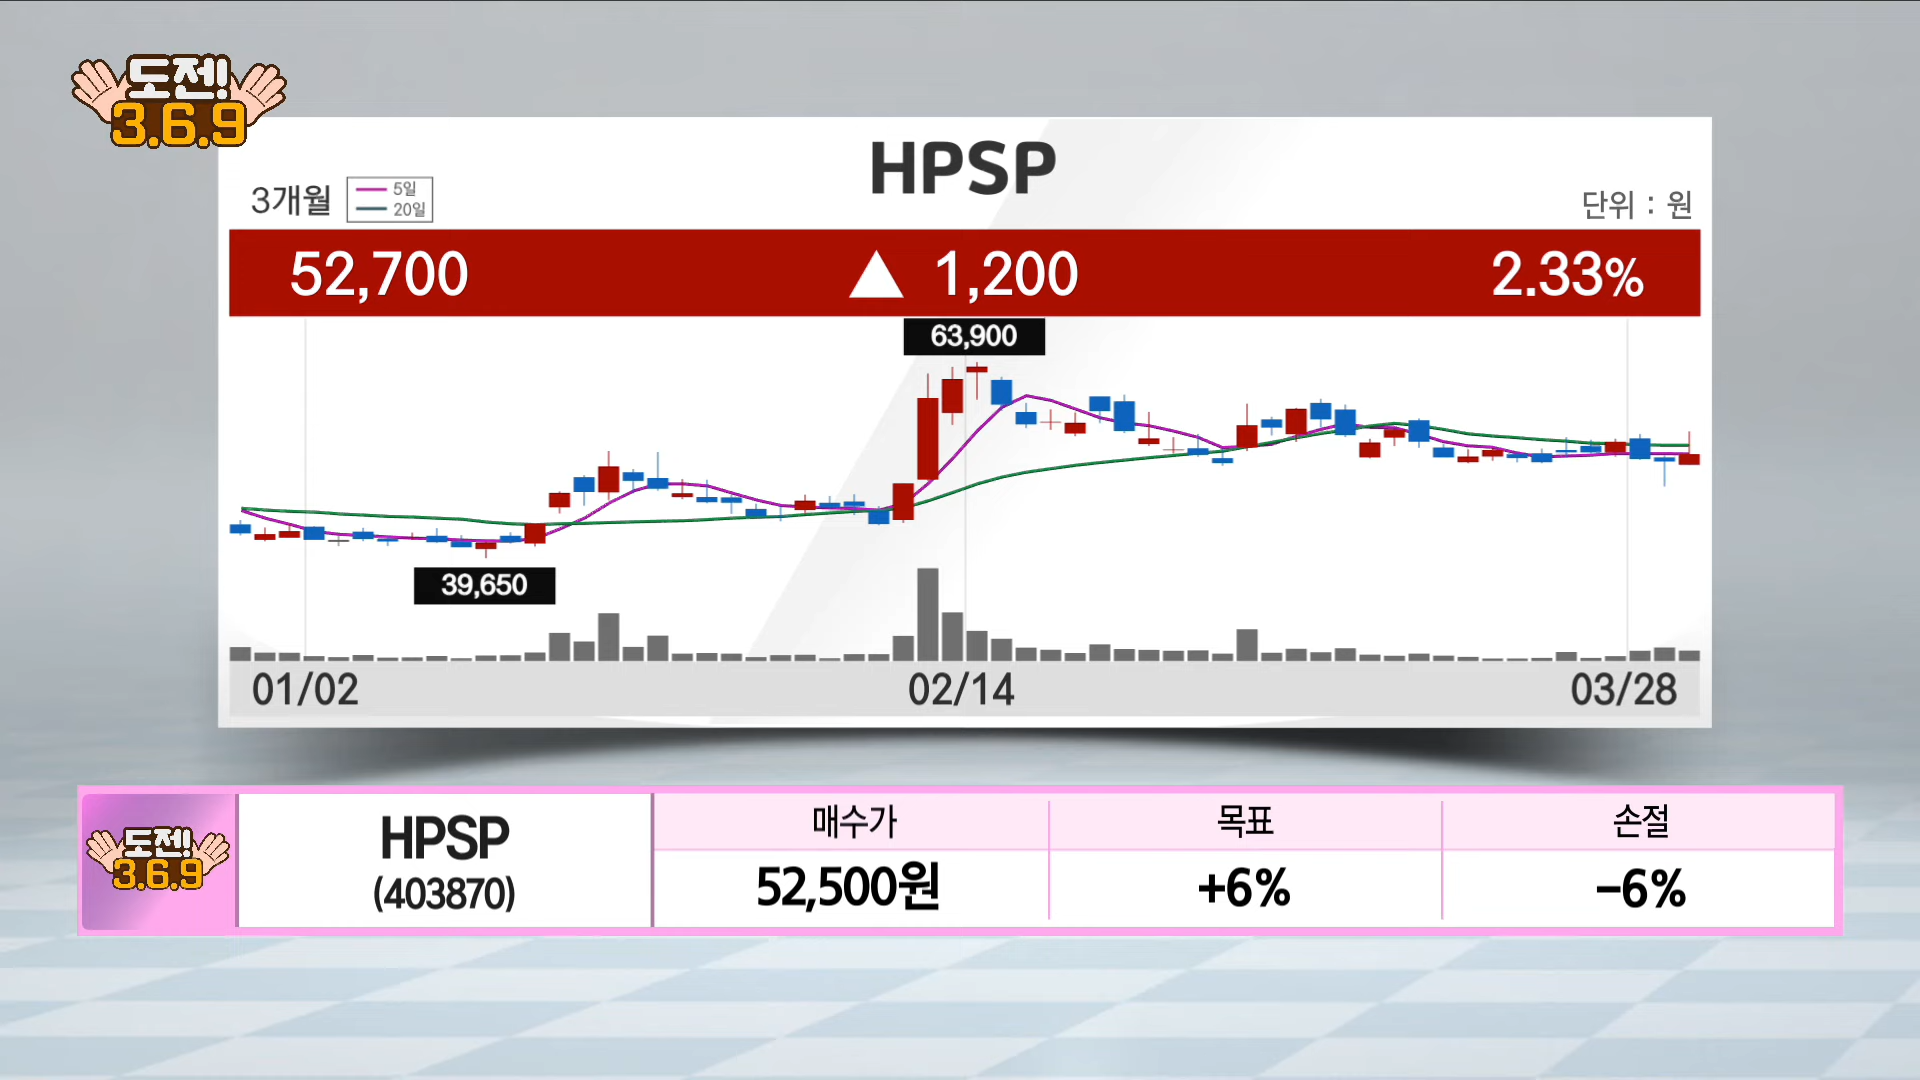 도젠!
3.6.9
HPSP
3개월
5일
20일
단위 : 원
52,700 ▲ 1,200 2.33%
63,900
39,650
01/02 02/14 03/28
도젠!
3.6.9
HPSP
(403870)
매수가 목표 손절
52,500원 +6% -6%